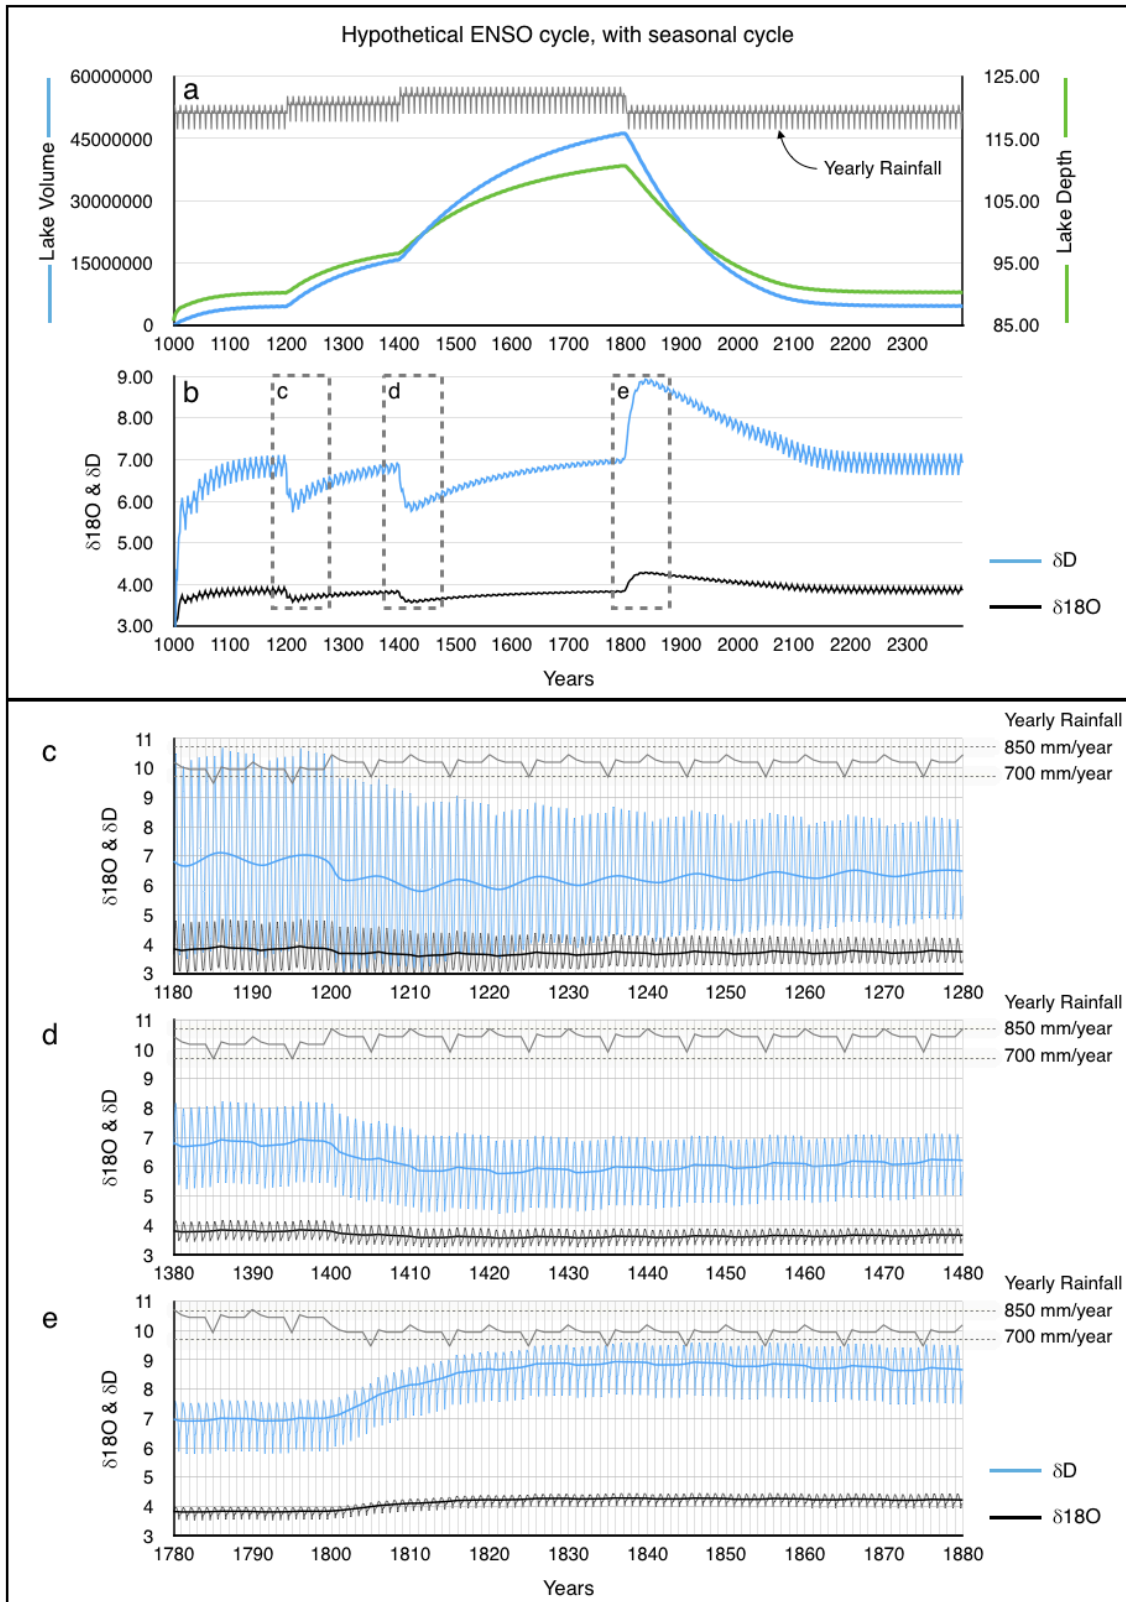 Hypothetical ENSO cycle, with seasonal cycle
60000000 a 125.00
45000000 115.00
Yearly Rainfall
30000000 105.00
15000000 95.00
0 85.00
Lake Volume
Lake Depth
1000 1100 1200 1300 1400 1500 1600 1700 1800 1900 2000 2100 2200 2300
9.00 b c d e
8.00
7.00
6.00
5.00
4.00
3.00
δ18O & δD
δD
δ18O
1000 1100 1200 1300 1400 1500 1600 1700 1800 1900 2000 2100 2200 2300
Years
Yearly Rainfall
c 11 850 mm/year
10 700 mm/year
9
8
7
6
5
4
3
δ18O & δD
1180 1190 1200 1210 1220 1230 1240 1250 1260 1270 1280
Yearly Rainfall
d 11 850 mm/year
10 700 mm/year
9
8
7
6
5
4
3
δ18O & δD
1380 1390 1400 1410 1420 1430 1440 1450 1460 1470 1480
Yearly Rainfall
e 11 850 mm/year
10 700 mm/year
9
8
7
6
5
4
3
δ18O & δD
δD
δ18O
1780 1790 1800 1810 1820 1830 1840 1850 1860 1870 1880
Years